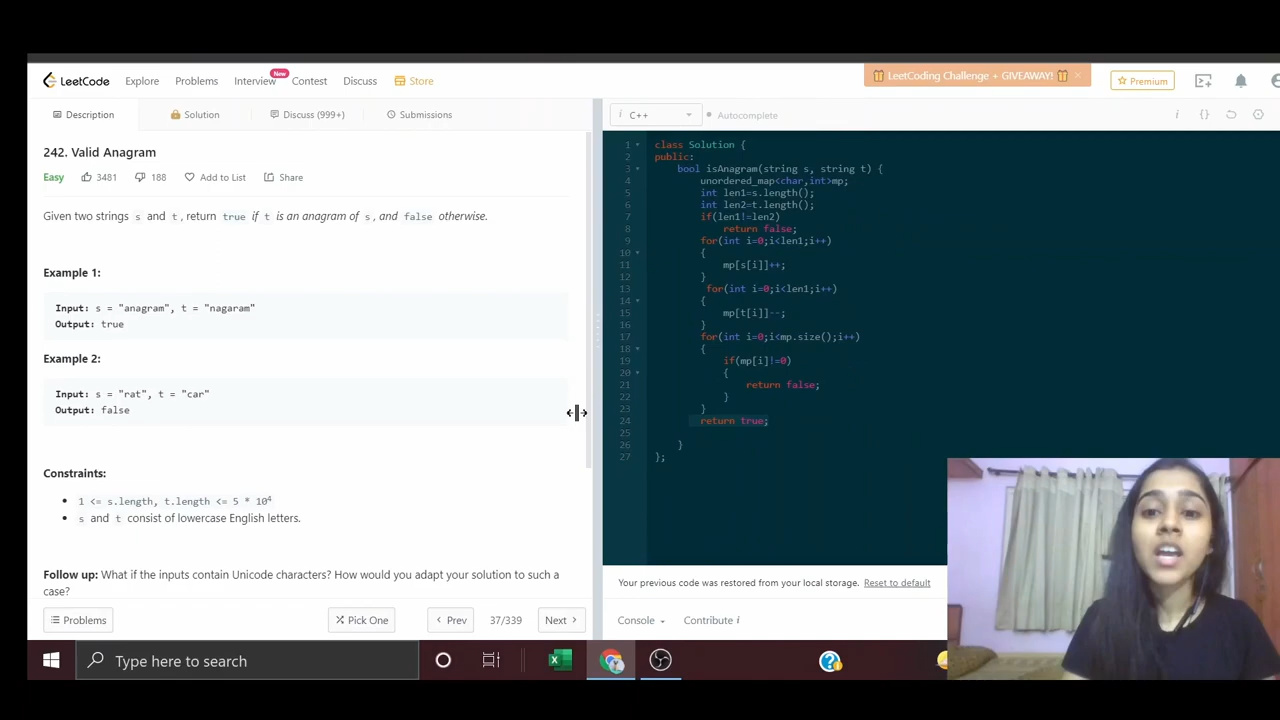 LeetCode Explore Problems Interview New Contest Discuss Store
LeetCoding Challenge + GIVEAWAY! × Premium
Description Solution Discuss (999+) Submissions
242. Valid Anagram
Easy 3481 188 Add to List Share
Given two strings s and t, return true if t is an anagram of s, and false otherwise.
Example 1:
Input: s = "anagram", t = "nagaram"
Output: true
Example 2:
Input: s = "rat", t = "car"
Output: false
Constraints:
1 <= s.length, t.length <= 5 * 10⁴
s and t consist of lowercase English letters.
Follow up: What if the inputs contain Unicode characters? How would you adapt your solution to such a
case?
Problems Pick One Prev 37/339 Next
i C++ Autocomplete i {}
1 class Solution {
2 public:
3 bool isAnagram(string s, string t) {
4 unordered_map<char,int>mp;
5 int len1=s.length();
6 int len2=t.length();
7 if(len1!=len2)
8 return false;
9 for(int i=0;i<len1;i++)
10 {
11 mp[s[i]]++;
12 }
13 for(int i=0;i<len1;i++)
14 {
15 mp[t[i]]--;
16 }
17 for(int i=0;i<mp.size();i++)
18 {
19 if(mp[i]!=0)
20 {
21 return false;
22 }
23 }
24 return true;
25
26 }
27 };
Your previous code was restored from your local storage. Reset to default
Console Contribute i
Type here to search